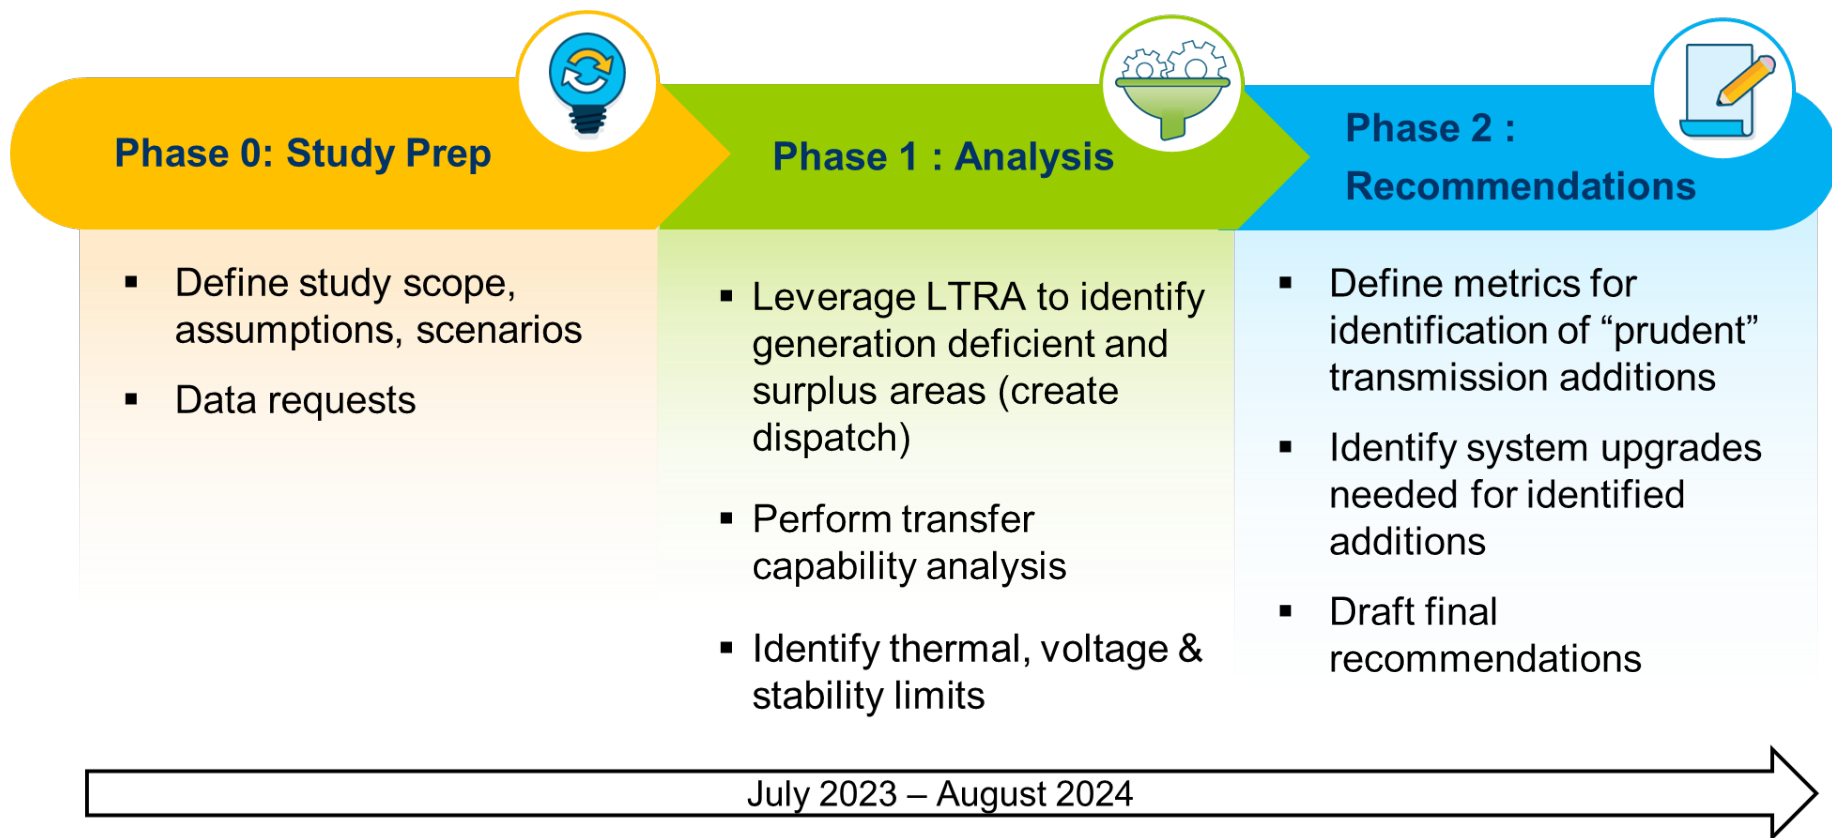 Phase 0: Study Prep
▪ Define study scope,
assumptions, scenarios
▪ Data requests
Phase 1 : Analysis
▪ Leverage LTRA to identify
generation deficient and
surplus areas (create
dispatch)
▪ Perform transfer
capability analysis
▪ Identify thermal, voltage &
stability limits
Phase 2 :
Recommendations
▪ Define metrics for
identification of “prudent”
transmission additions
▪ Identify system upgrades
needed for identified
additions
▪ Draft final
recommendations
July 2023 – August 2024